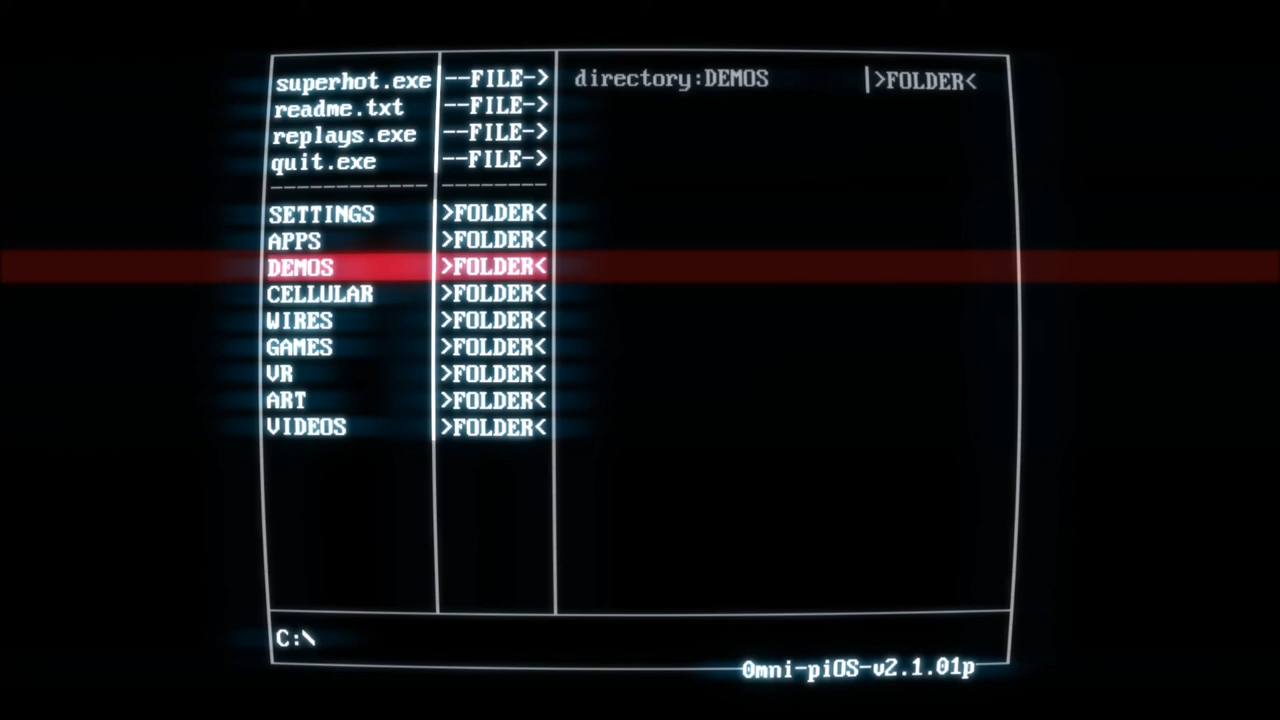 superhot.exe --FILE-> directory:DEMOS |>FOLDER<
readme.txt --FILE->
replays.exe --FILE->
quit.exe --FILE->
------------ --------
SETTINGS >FOLDER<
APPS >FOLDER<
DEMOS >FOLDER<
CELLULAR >FOLDER<
WIRES >FOLDER<
GAMES >FOLDER<
VR >FOLDER<
ART >FOLDER<
VIDEOS >FOLDER<
C:\
0mni-piOS-v2.1.01p